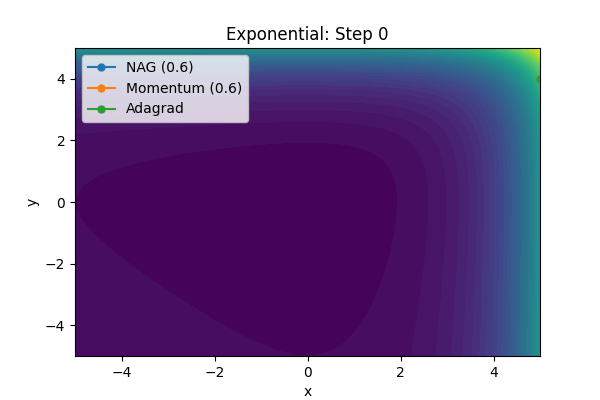 Exponential: Step 0
NAG (0.6)
Momentum (0.6)
Adagrad
4
2
0
−2
−4
y
−4 −2 0 2 4
x